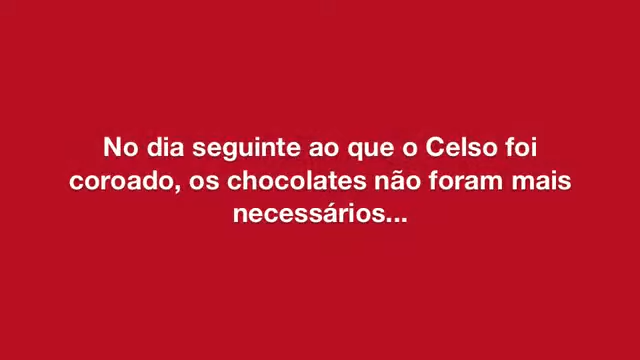 No dia seguinte ao que o Celso foi
coroado, os chocolates não foram mais
necessários...